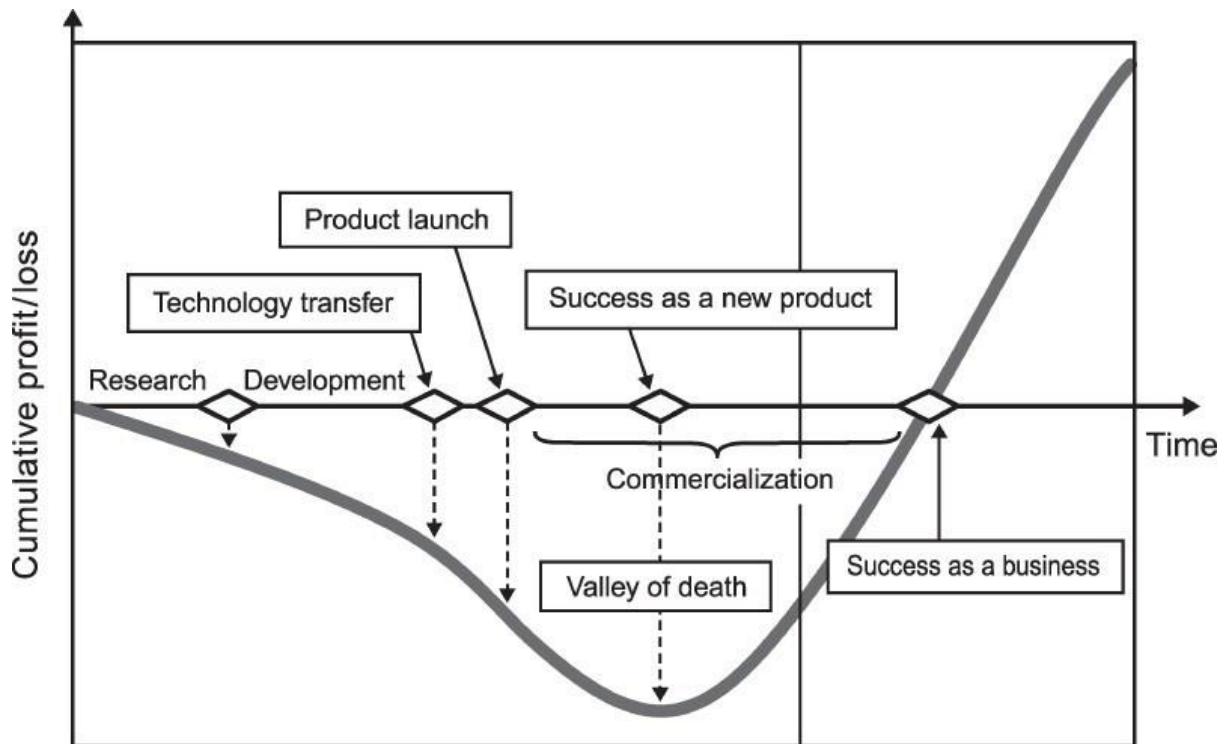 Product launch
Technology transfer
Success as a new product
Research
Development
Time
Commercialization
Cumulative profit/loss
Success as a business
Valley of death